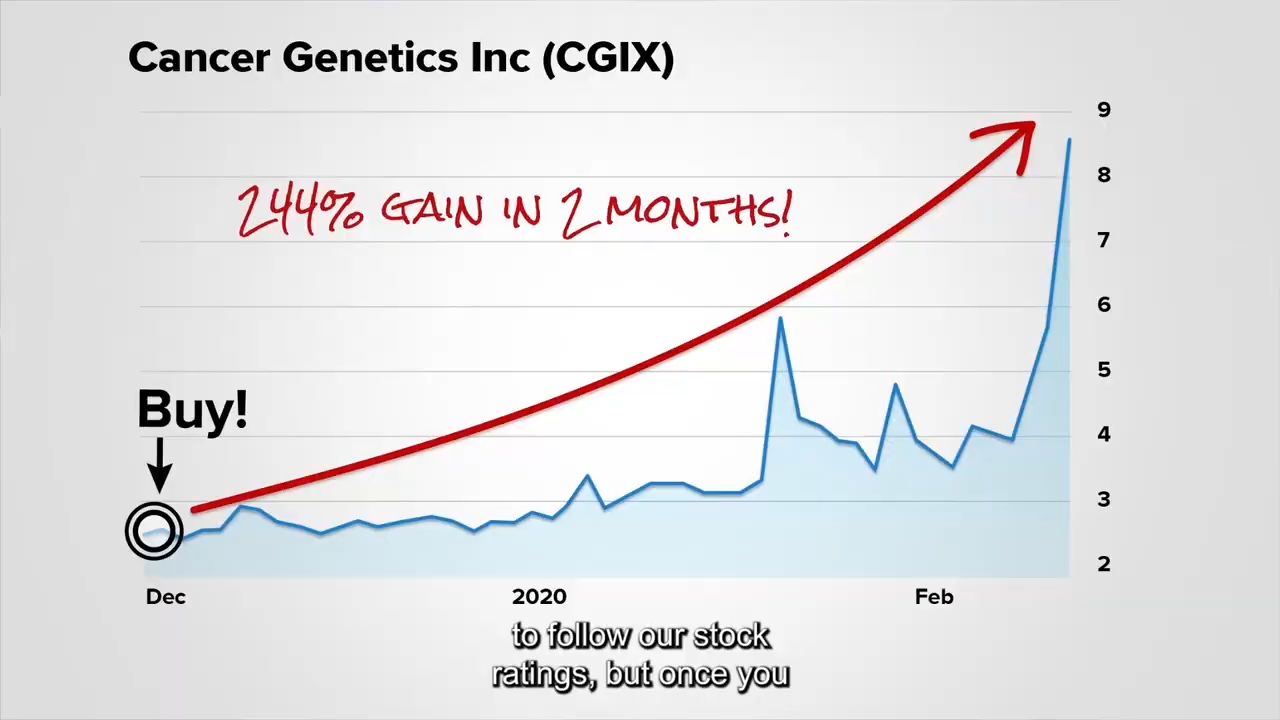 Cancer Genetics Inc (CGIX)
9
8
244% GAIN IN 2 MONTHS!
7
6
5
Buy!
4
3
2
Dec 2020 Feb
to follow our stock
ratings, but once you